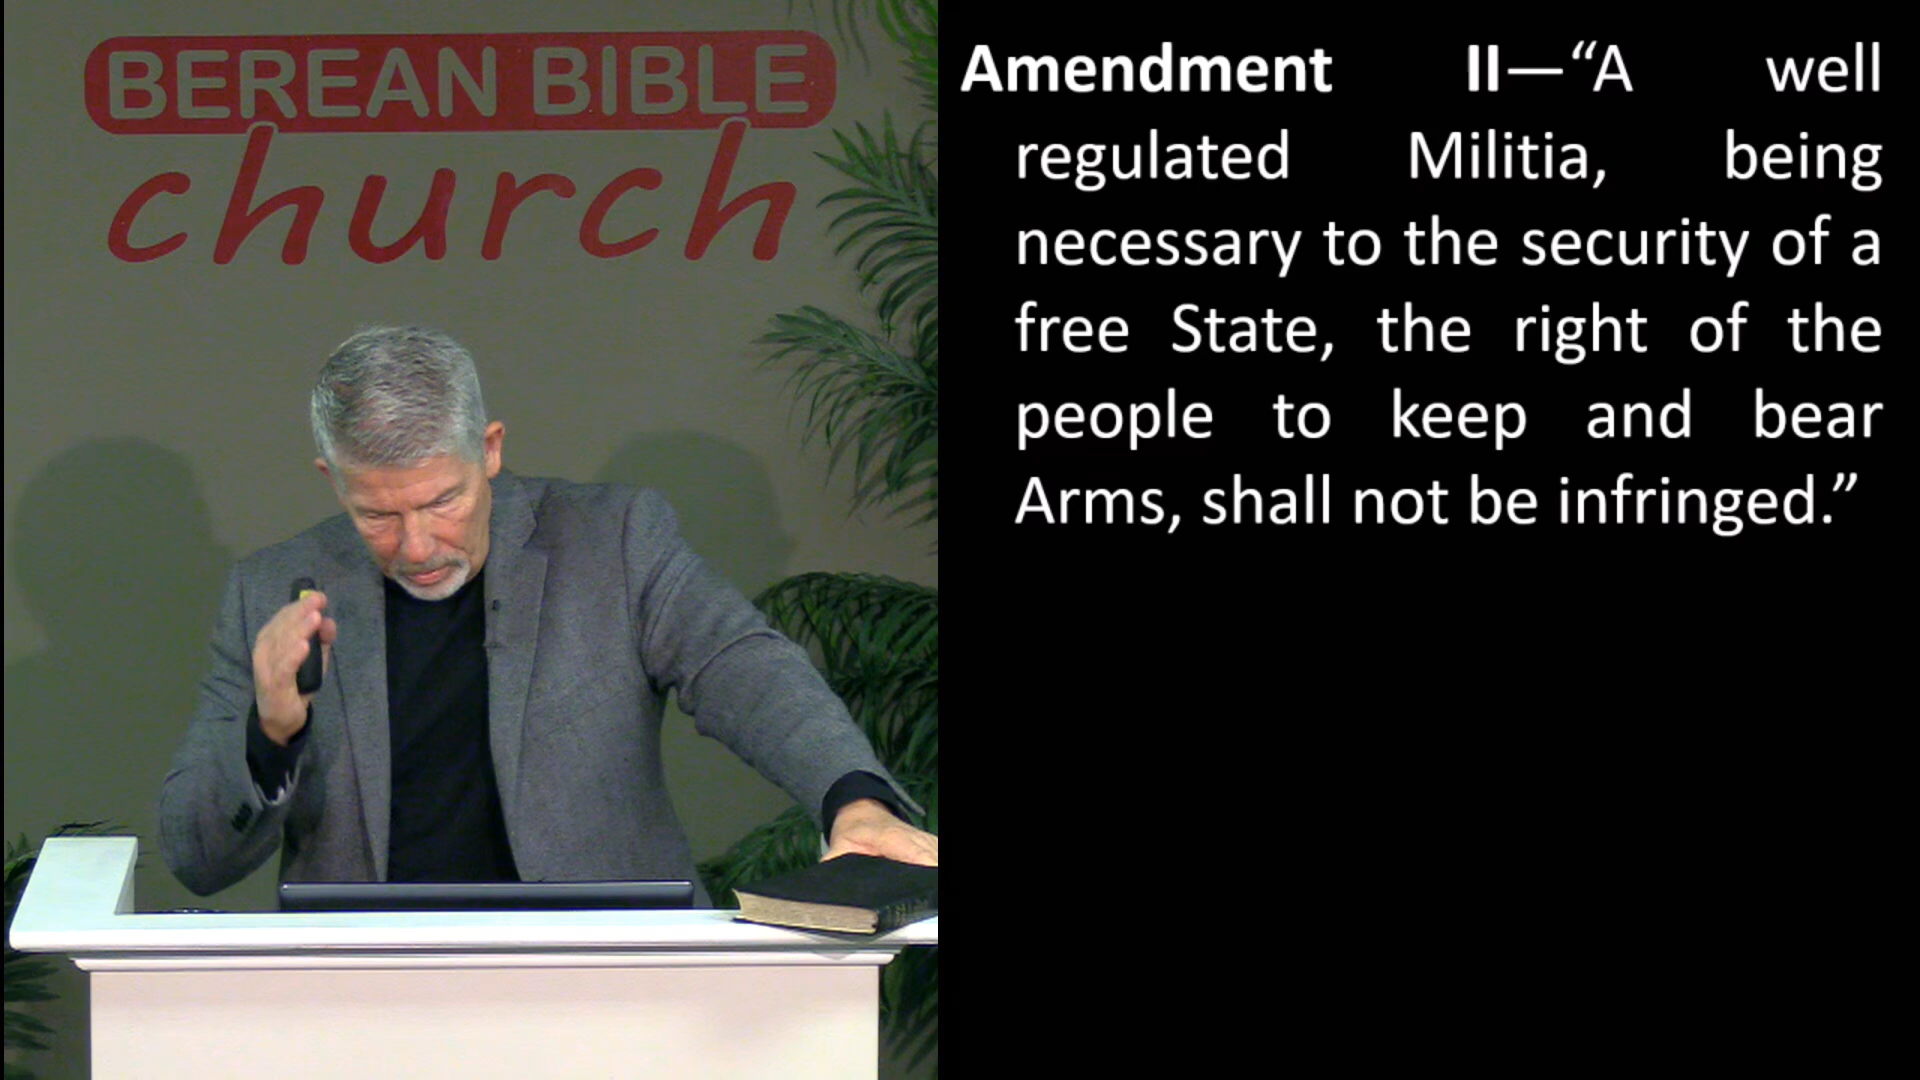 BEREAN BIBLE
church
Amendment II—“A well
regulated Militia, being
necessary to the security of a
free State, the right of the
people to keep and bear
Arms, shall not be infringed.”